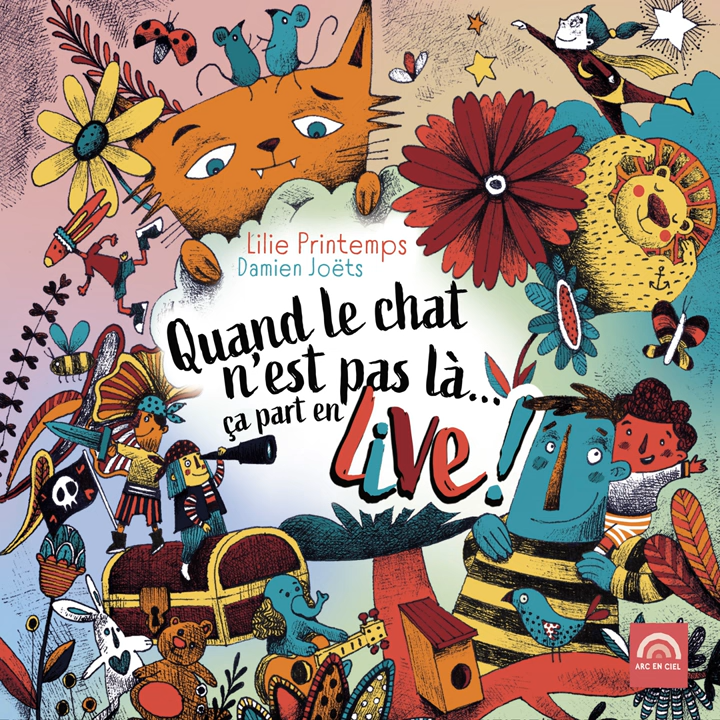 Lilie Printemps
Damien Joëts
Quand le chat
n'est pas là...
ça part en
Live!
ARC EN CIEL